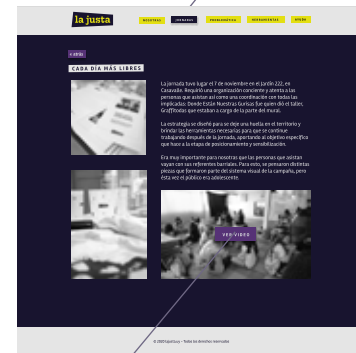 la justa
NOSOTRAS
JORNADAS
PROBLEMÁTICA
HERRAMIENTAS
AYUDA
< atrás
CADA DÍA MÁS LIBRES
La jornada tuvo lugar el 7 de noviembre en el Jardín 222, en
Casavalle. Requirió una organización conciente y atenta a las
personas que asistan así como una coordinación con todas las
implicadas: Donde Están Nuestras Gurisas (fue quien dió el taller,
Graffitodas que estaban a cargo de la parte del mural).
La estrategia se diseñó para se deje una huella en el territorio y
brindar las herramientas necesarias para que se continue
trabajando después de la jornada, aportando al objetivo específico
que hace a la etapa de posicionamiento y sensibilización.
Era muy importante para nosotras que las personas que asistan
vayan con sus referentes barriales. Para esto, se pensaron distintas
piezas que formaron parte del sistema visual de la campaña, pero
ésta vez el público era adolescente.
VER VIDEO
© 2020 lajusta.uy - Todos los derechos reservados